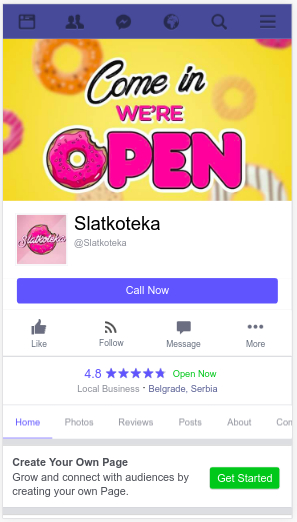 Come in
WE'RE
OPEN
Slatkoteka
Slatkoteka
@Slatkoteka
Call Now
Like
Follow
Message
More
4.8 ★★★★★ Open Now
Local Business · Belgrade, Serbia
Home Photos Reviews Posts About Com
Create Your Own Page
Grow and connect with audiences by
creating your own Page.
Get Started